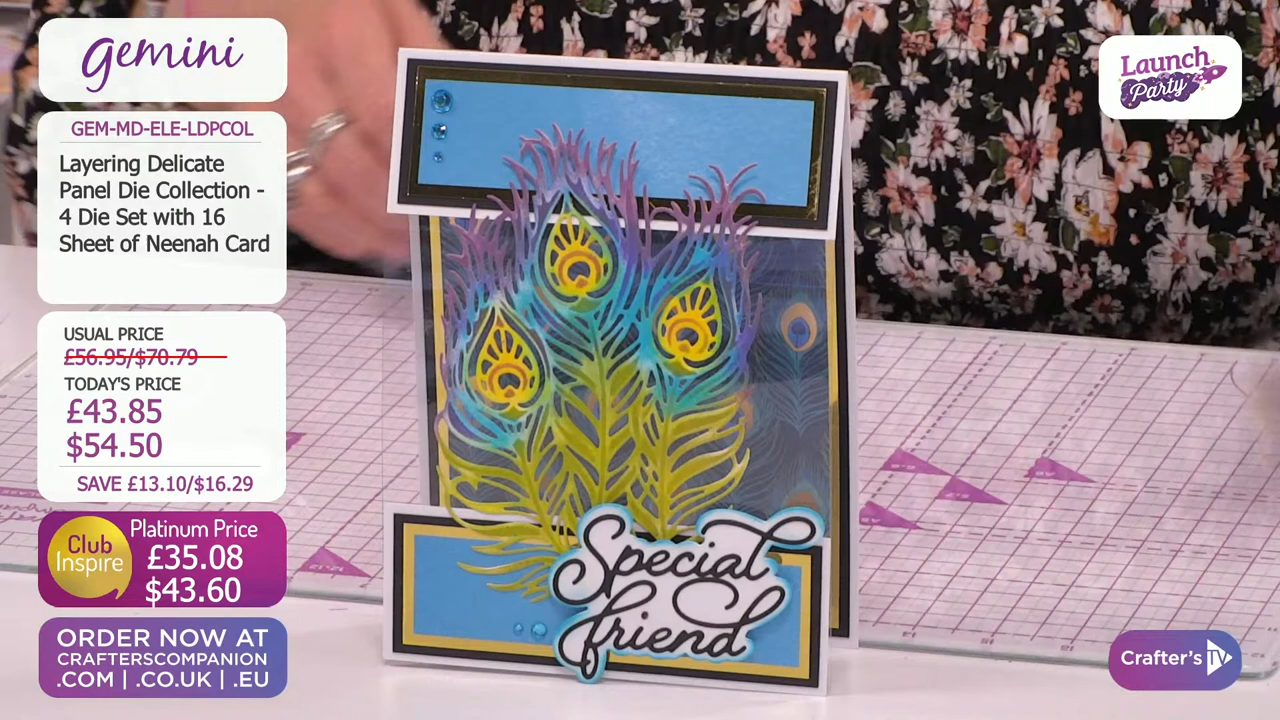 gemini
GEM-MD-ELE-LDPCOL
Layering Delicate
Panel Die Collection -
4 Die Set with 16
Sheet of Neenah Card
USUAL PRICE
£56.95/$70.79
TODAY'S PRICE
£43.85
$54.50
SAVE £13.10/$16.29
Club
Inspire
Platinum Price
£35.08
$43.60
ORDER NOW AT
CRAFTERSCOMPANION
.COM | .CO.UK | .EU
Launch
Party
Special
friend
Crafter's TV